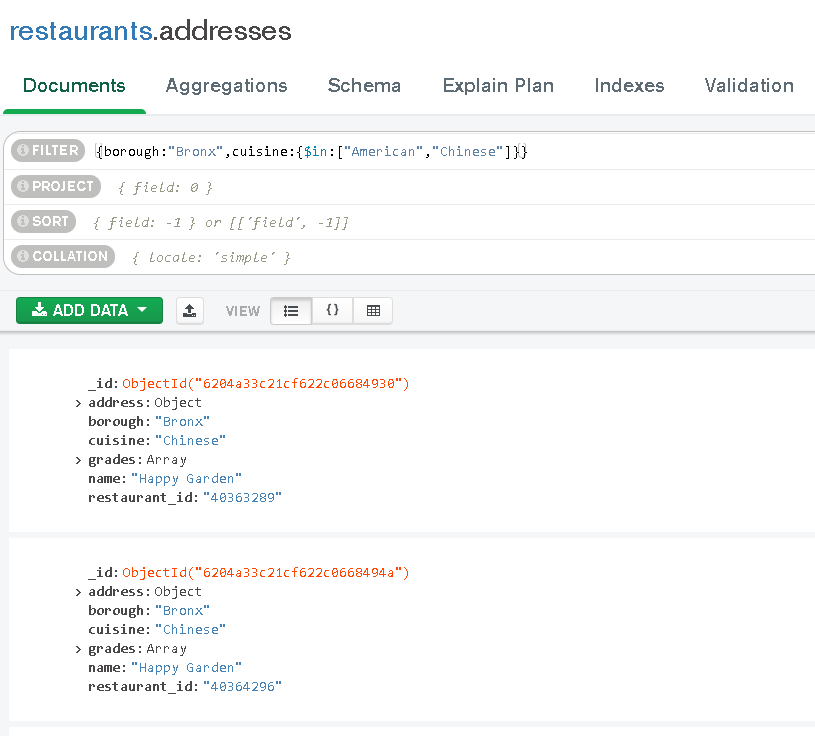 restaurants.addresses
Documents Aggregations Schema Explain Plan Indexes Validation
FILTER {borough:"Bronx",cuisine:{$in:["American","Chinese"]}}
PROJECT { field: 0 }
SORT { field: -1 } or [['field', -1]]
COLLATION { locale: 'simple' }
ADD DATA VIEW {}
_id: ObjectId("6204a33c21cf622c06684930")
> address: Object
borough: "Bronx"
cuisine: "Chinese"
> grades: Array
name: "Happy Garden"
restaurant_id: "40363289"
_id: ObjectId("6204a33c21cf622c0668494a")
> address: Object
borough: "Bronx"
cuisine: "Chinese"
> grades: Array
name: "Happy Garden"
restaurant_id: "40364296"